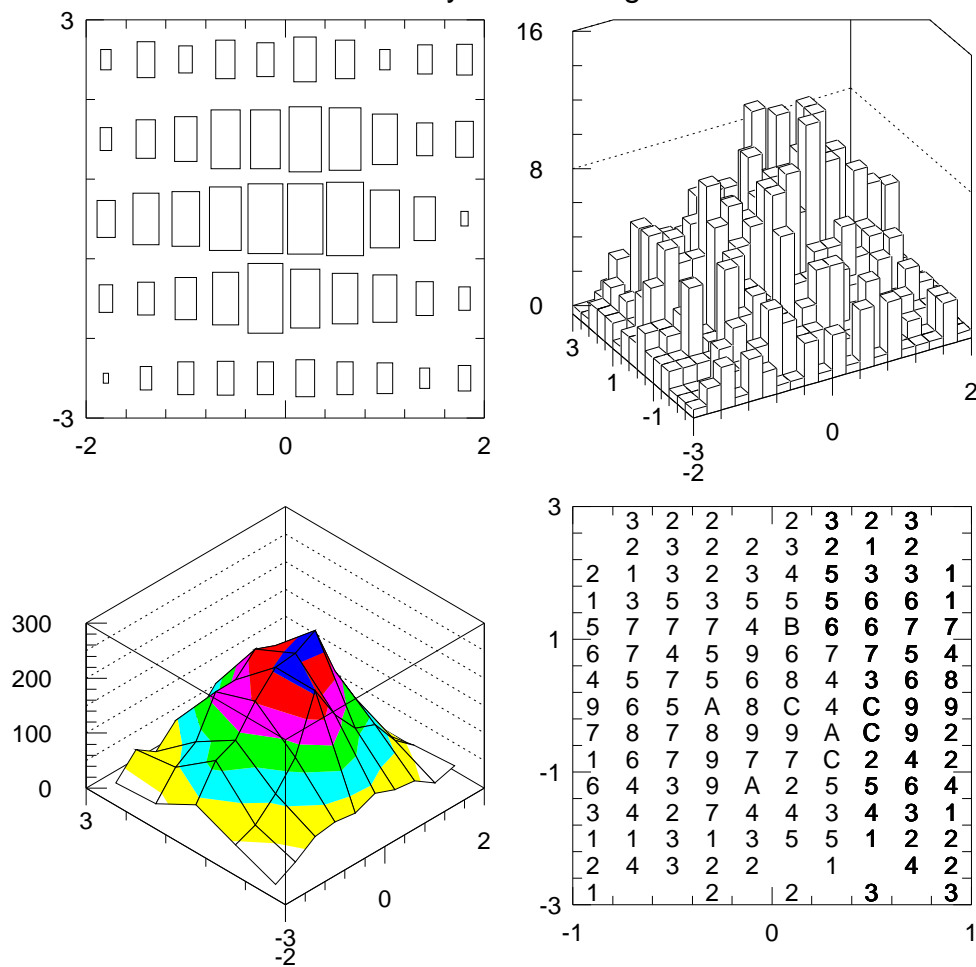 3
-3
-2
0
2
16
8
0
3
1
-1
-3
-2
0
2
300
200
100
0
3
-3
-2
0
2
3
1
-1
-3
-1
0
1
3 2 2 2 3 2 3
2 3 2 2 3 2 1 2
2 1 3 2 3 4 5 3 3 1
1 3 5 3 5 5 5 6 6 1
5 7 7 7 4 B 6 6 7 7
6 7 4 5 9 6 7 7 5 4
4 5 7 5 6 8 4 3 6 8
9 6 5 A 8 C 4 C 9 9
7 8 7 8 9 9 A C 9 2
1 6 7 9 7 7 C 2 4 2
6 4 3 9 A 2 5 5 6 4
3 4 2 7 4 4 3 4 3 1
1 1 3 1 3 5 5 1 2 2
2 4 3 2 2 1 4 2
1 2 2 3 3